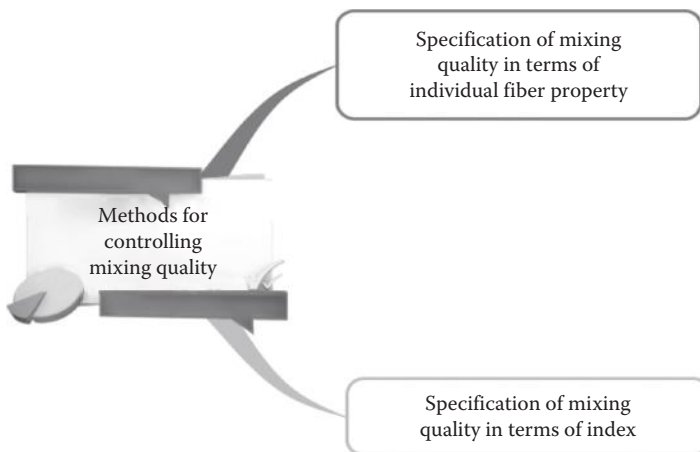 Specification of mixing
quality in terms of
individual fiber property
Methods for
controlling
mixing quality
Specification of mixing
quality in terms of index